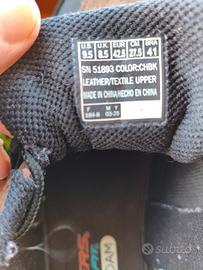 U.S. U.K. EUR CM BRA
9.5 8.5 42.5 27.5 41
SN 51893 COLOR:CHBK
LEATHER/TEXTILE UPPER
MADE IN CHINA/HECHO EN CHINA
F M Y
03-25
FOAM
subito